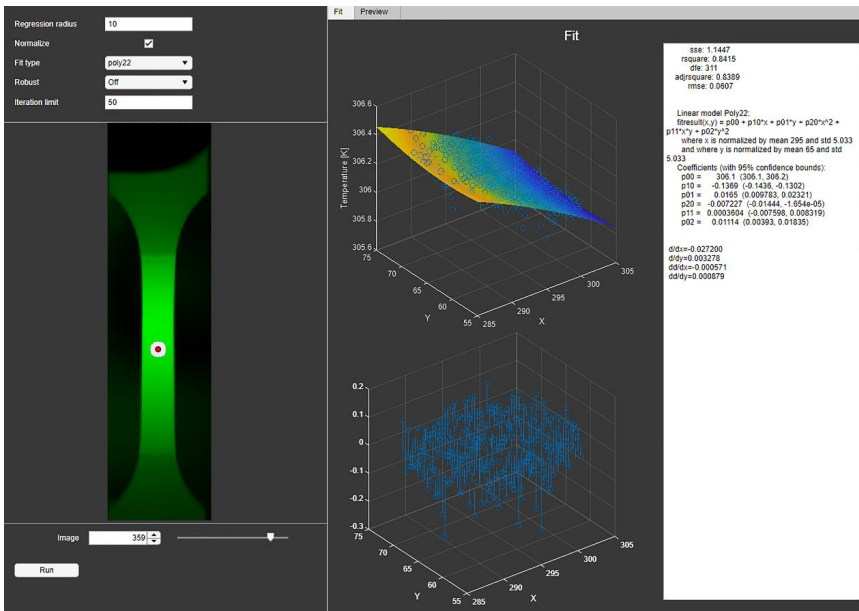 Regression radius 10
Normalize
Fit type poly22
Robust Off
Iteration limit 50
Image 359
Run
Fit Preview
Fit
306.6
306.4
306.2
306
305.8
305.6
Temperature [K]
75
70
65
60
55
Y
285
290
295
300
305
X
0.2
0.1
0
-0.1
-0.2
-0.3
75
70
65
60
55
Y
285
290
295
300
305
X
sse: 1.1447
rsquare: 0.8415
dfe: 311
adjrsquare: 0.8389
rmse: 0.0607
Linear model Poly22:
fitresult(x,y) = p00 + p10*x + p01*y + p20*x^2 +
p11*x*y + p02*y^2
where x is normalized by mean 295 and std 5.033
and where y is normalized by mean 65 and std
5.033
Coefficients (with 95% confidence bounds):
p00 = 306.1 (306.1, 306.2)
p10 = -0.1369 (-0.1436, -0.1302)
p01 = 0.0165 (0.009783, 0.02321)
p20 = -0.007227 (-0.01444, -1.654e-05)
p11 = 0.0003604 (-0.007598, 0.008319)
p02 = 0.01114 (0.00393, 0.01835)
d/dx=-0.027200
d/dy=0.003278
dd/dx=-0.000571
dd/dy=0.000879